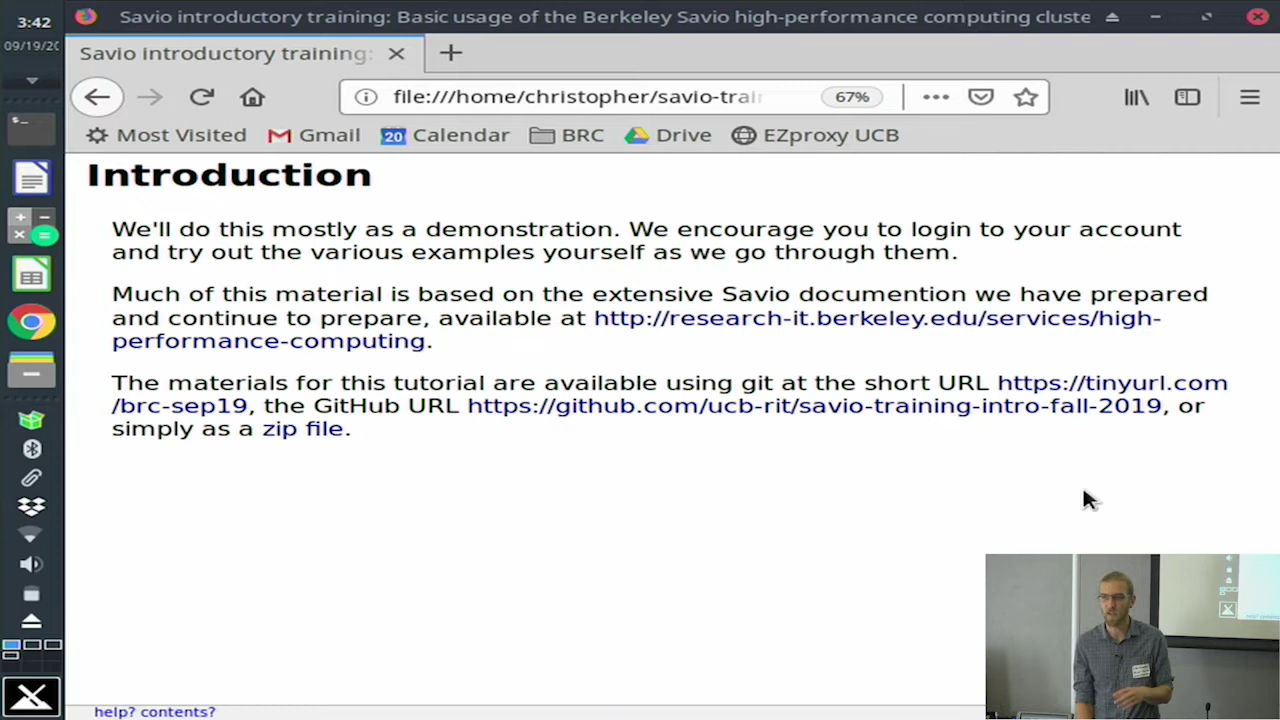 3:42
Savio introductory training: Basic usage of the Berkeley Savio high-performance computing cluste
09/19/20
Savio introductory training:
file:///home/christopher/savio-trai
67%
Most Visited
Gmail
20
Calendar
BRC
Drive
EZproxy UCB
Introduction
We'll do this mostly as a demonstration. We encourage you to login to your account
and try out the various examples yourself as we go through them.
Much of this material is based on the extensive Savio documention we have prepared
and continue to prepare, available at http://research-it.berkeley.edu/services/high-
performance-computing.
The materials for this tutorial are available using git at the short URL https://tinyurl.com
/brc-sep19, the GitHub URL https://github.com/ucb-rit/savio-training-intro-fall-2019, or
simply as a zip file.
help? contents?